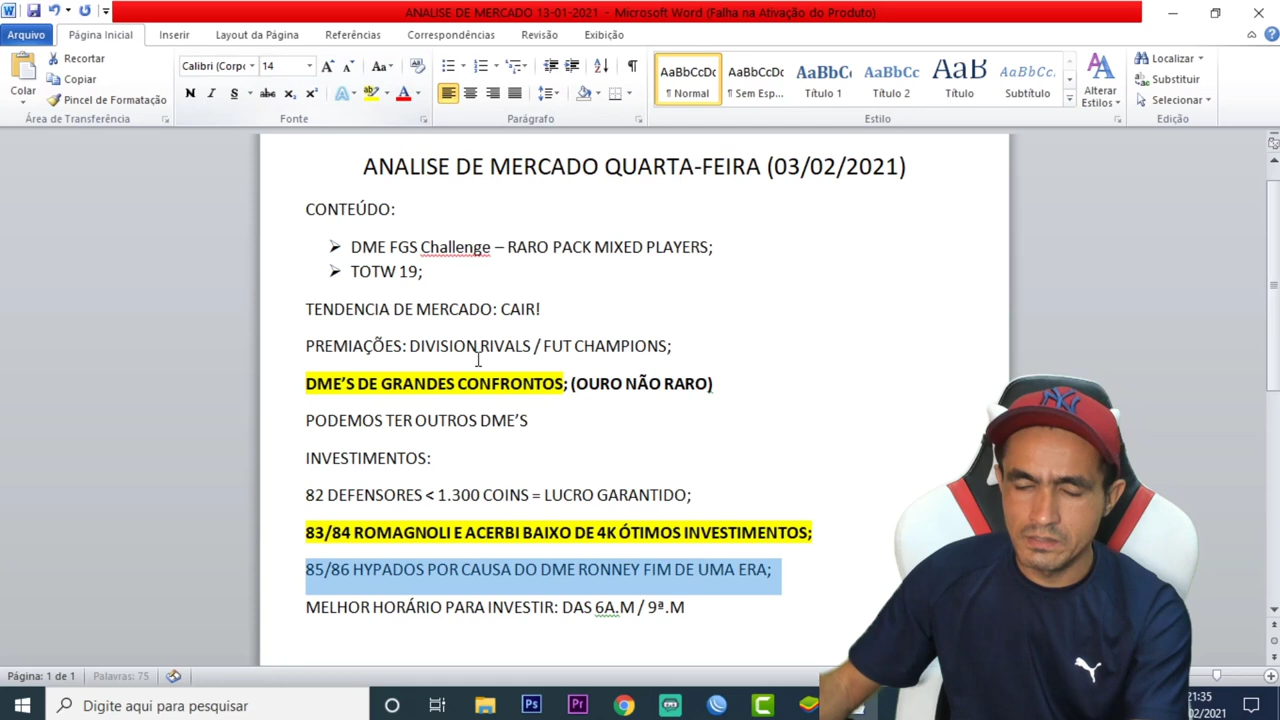 ANALISE DE MERCADO 13-01-2021 - Microsoft Word (Falha na Ativação do Produto)
Arquivo Página Inicial Inserir Layout da Página Referências Correspondências Revisão Exibição
Colar
Recortar
Copiar
Pincel de Formatação
Área de Transferência
Calibri (Corpo 14
Fonte
Parágrafo
AaBbCcDc AaBbCcDc AaBbC AaBbCc AaB AaBbCc.
¶ Normal ¶ Sem Esp... Título 1 Título 2 Título Subtítulo
Alterar Estilos
Estilo
Localizar
Substituir
Selecionar
Edição
ANALISE DE MERCADO QUARTA-FEIRA (03/02/2021)
CONTEÚDO:
DME FGS Challenge – RARO PACK MIXED PLAYERS;
TOTW 19;
TENDENCIA DE MERCADO: CAIR!
PREMIAÇÕES: DIVISION RIVALS / FUT CHAMPIONS;
DME'S DE GRANDES CONFRONTOS; (OURO NÃO RARO)
PODEMOS TER OUTROS DME'S
INVESTIMENTOS:
82 DEFENSORES < 1.300 COINS = LUCRO GARANTIDO;
83/84 ROMAGNOLI E ACERBI BAIXO DE 4K ÓTIMOS INVESTIMENTOS;
85/86 HYPADOS POR CAUSA DO DME RONNEY FIM DE UMA ERA;
MELHOR HORÁRIO PARA INVESTIR: DAS 6A.M / 9ª.M
Página: 1 de 1 Palavras: 75
Digite aqui para pesquisar
21:35
02/2021